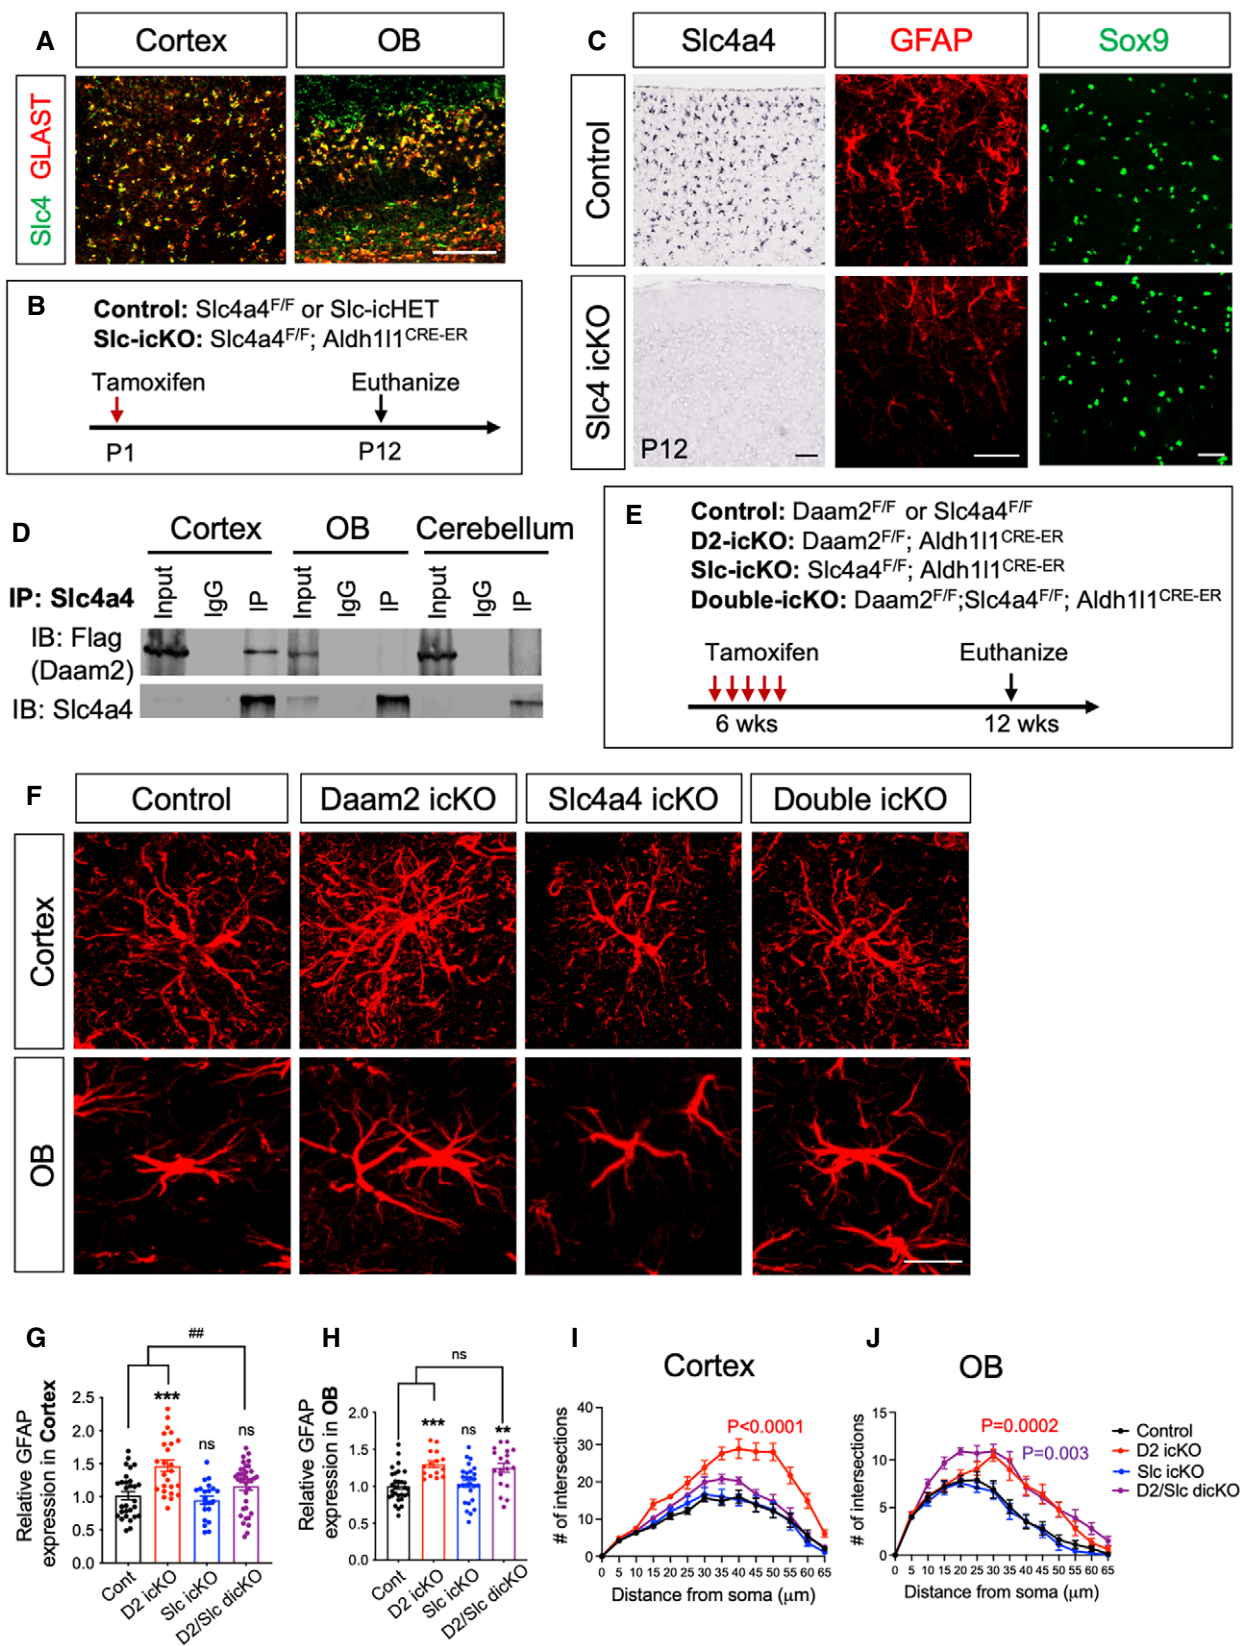 A
Cortex
OB
Slc4 GLAST
B
Control: Slc4a4F/F or Slc-icHET
Slc-icKO: Slc4a4F/F; Aldh1l1CRE-ER
Tamoxifen
Euthanize
P1
P12
C
Slc4a4
GFAP
Sox9
Control
Slc4 icKO
P12
D
Cortex
OB
Cerebellum
IP: Slc4a4
Input
IgG
IP
Input
IgG
IP
Input
IgG
IP
IB: Flag
(Daam2)
IB: Slc4a4
E
Control: Daam2F/F or Slc4a4F/F
D2-icKO: Daam2F/F; Aldh1l1CRE-ER
Slc-icKO: Slc4a4F/F; Aldh1l1CRE-ER
Double-icKO: Daam2F/F;Slc4a4F/F; Aldh1l1CRE-ER
Tamoxifen
Euthanize
6 wks
12 wks
F
Control
Daam2 icKO
Slc4a4 icKO
Double icKO
Cortex
OB
G
##
***
ns
ns
Relative GFAP
expression in Cortex
2.5
2.0
1.5
1.0
0.5
0.0
Cont
D2 icKO
Slc icKO
D2/Slc dicKO
H
ns
***
ns
**
Relative GFAP
expression in OB
2.0
1.5
1.0
0.5
0.0
Cont
D2 icKO
Slc icKO
D2/Slc dicKO
I
Cortex
P<0.0001
# of intersections
40
30
20
10
0
0 5 10 15 20 25 30 35 40 45 50 55 60 65
Distance from soma (μm)
J
OB
P=0.0002
P=0.003
# of intersections
15
10
5
0
0 5 10 15 20 25 30 35 40 45 50 55 60 65
Distance from soma (μm)
Control
D2 icKO
Slc icKO
D2/Slc dicKO